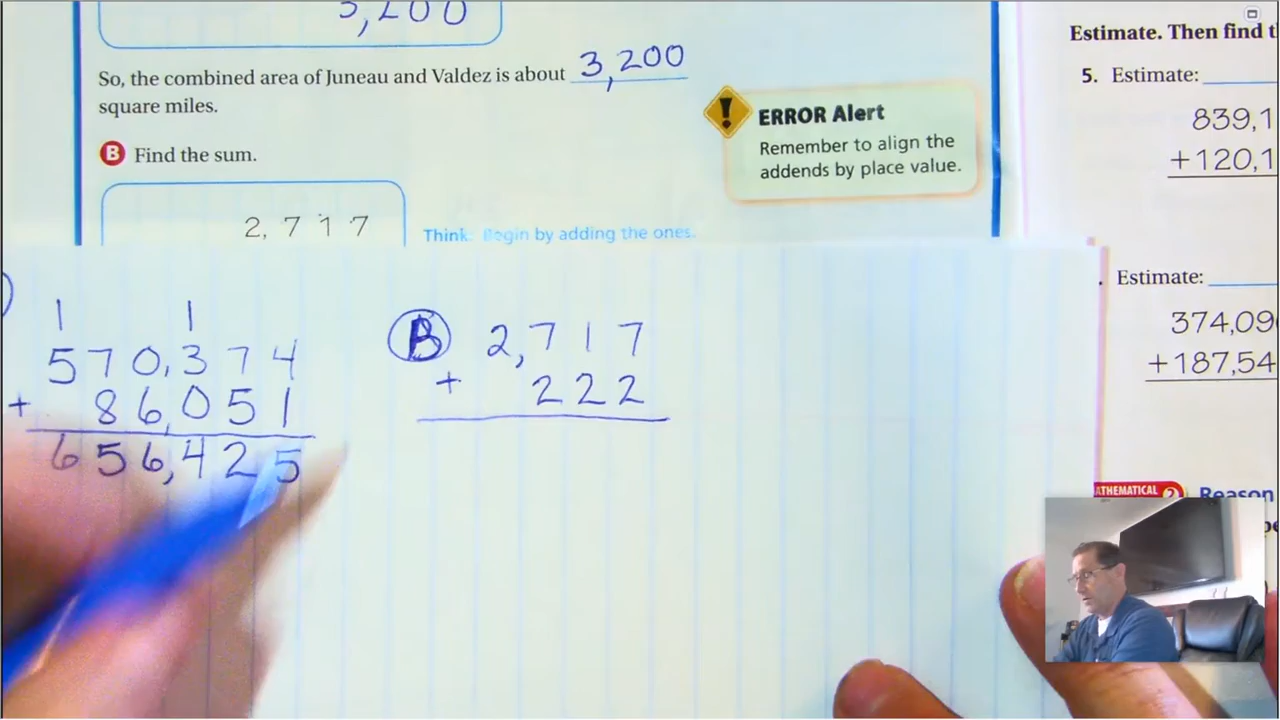 3,200
So, the combined area of Juneau and Valdez is about 3,200
square miles.
B Find the sum.
2,717
Think: Begin by adding the ones.
ERROR Alert
Remember to align the
addends by place value.
1 1
570,374
+ 86,051
656,425
B 2,717
+ 222
Estimate. Then find t
5. Estimate:
839,1
+120,1
. Estimate:
374,09
+187,54
ATHEMATICAL 2 Reason